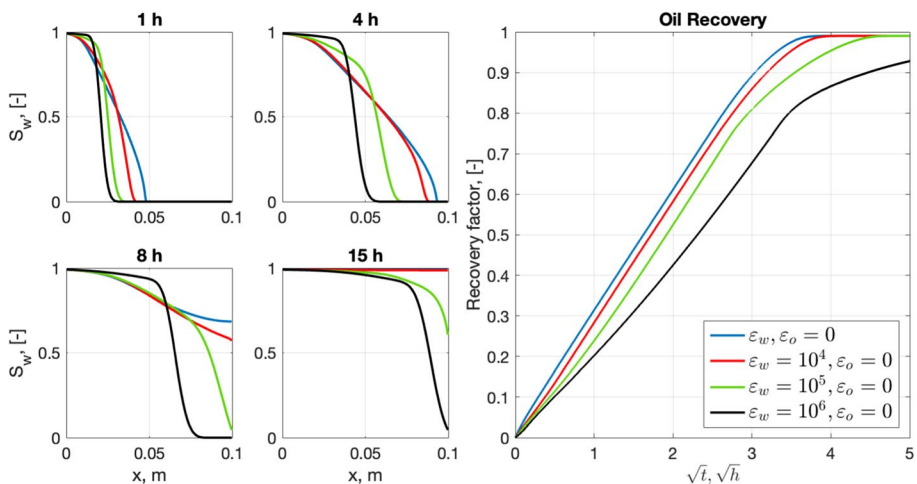 1 h
4 h
Oil Recovery
1
0.5
0
S_w, [-]
0
0.05
0.1
1
0.5
0
0
0.05
0.1
8 h
15 h
1
0.5
0
S_w, [-]
0
0.05
0.1
x, m
1
0.5
0
0
0.05
0.1
x, m
1
0.9
0.8
0.7
0.6
0.5
0.4
0.3
0.2
0.1
0
Recovery factor, [-]
0
1
2
3
4
5
√t, √h
ε_w, ε_o = 0
ε_w = 10^4, ε_o = 0
ε_w = 10^5, ε_o = 0
ε_w = 10^6, ε_o = 0